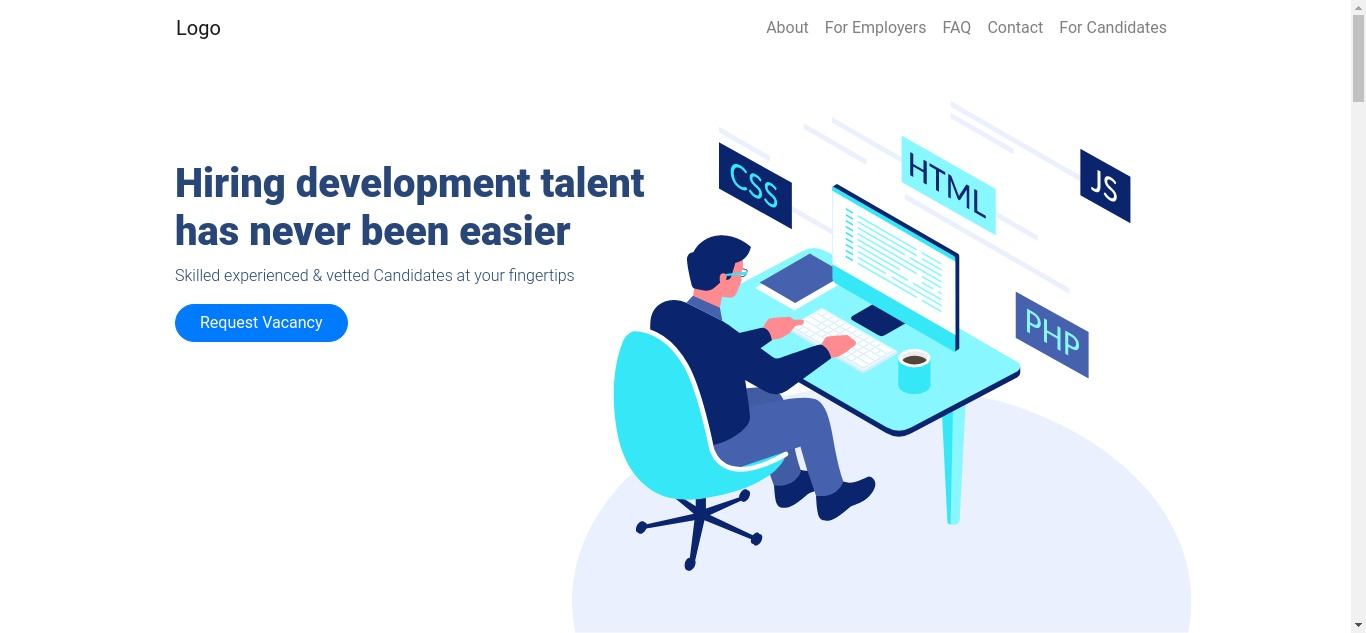 Logo
About
For Employers
FAQ
Contact
For Candidates
Hiring development talent
has never been easier
Skilled experienced & vetted Candidates at your fingertips
Request Vacancy
CSS
HTML
JS
PHP